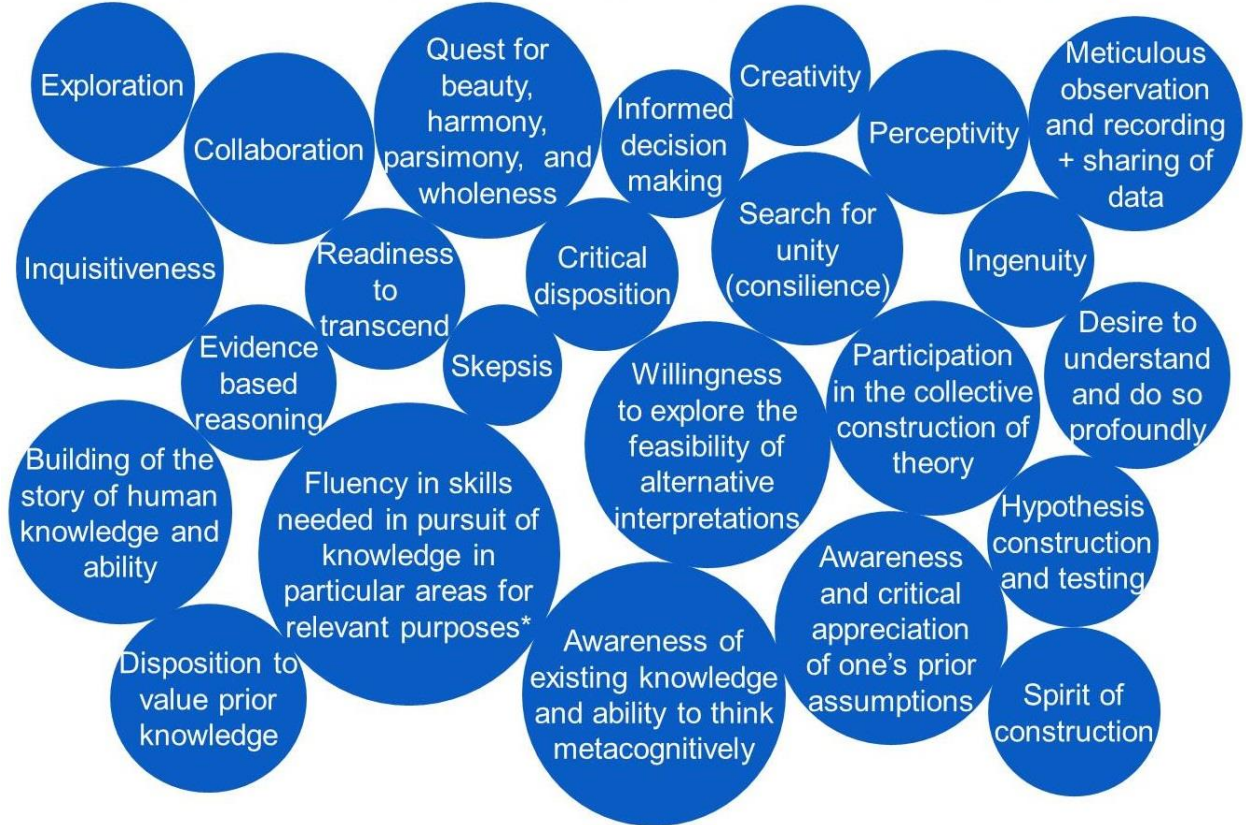 Exploration
Collaboration
Quest for
beauty,
harmony,
parsimony, and
wholeness
Informed
decision
making
Creativity
Perceptivity
Meticulous
observation
and recording
+ sharing of
data
Inquisitiveness
Readiness
to
transcend
Critical
disposition
Search for
unity
(consilience)
Ingenuity
Evidence
based
reasoning
Skepsis
Willingness
to explore the
feasibility of
alternative
interpretations
Participation
in the collective
construction of
theory
Desire to
understand
and do so
profoundly
Building of the
story of human
knowledge and
ability
Fluency in skills
needed in pursuit of
knowledge in
particular areas for
relevant purposes*
Hypothesis
construction
and testing
Awareness
and critical
appreciation
of one’s prior
assumptions
Disposition to
value prior
knowledge
Awareness of
existing knowledge
and ability to think
metacognitively
Spirit of
construction